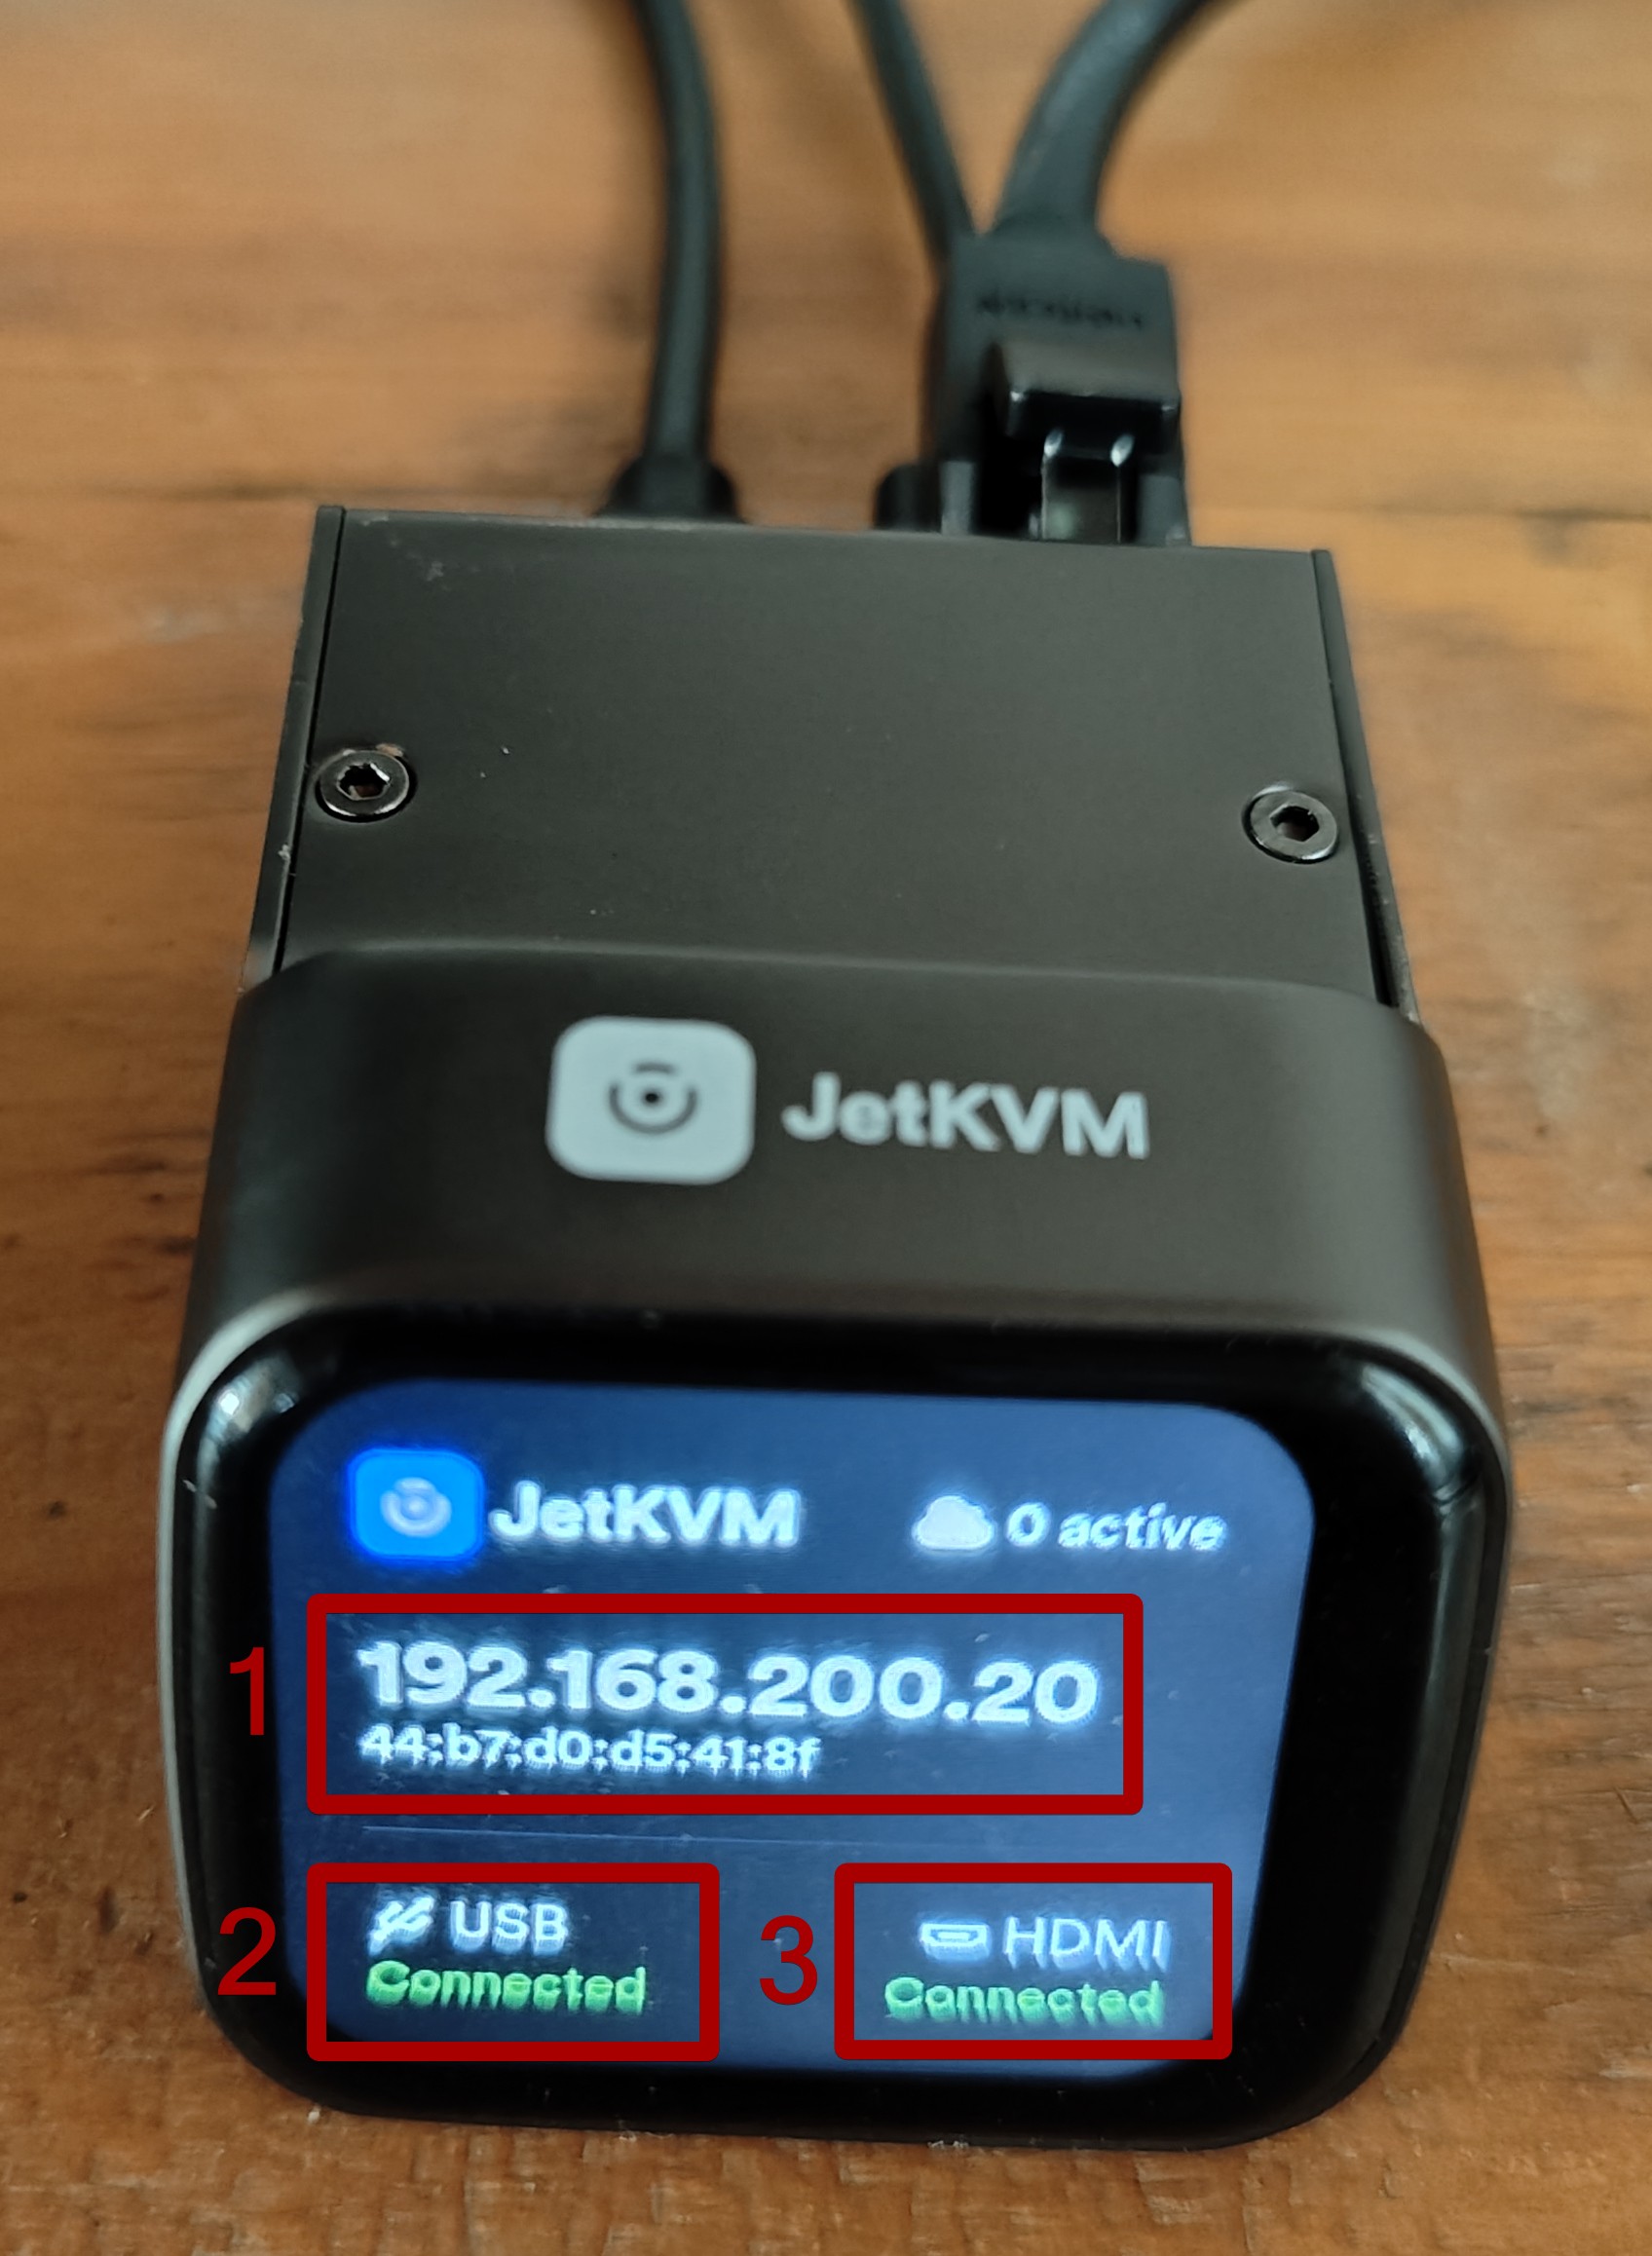 JetKVM
JetKVM
0 active
1
192.168.200.20
44:b7:d0:d5:41:8f
2
USB
Connected
3
HDMI
Connected